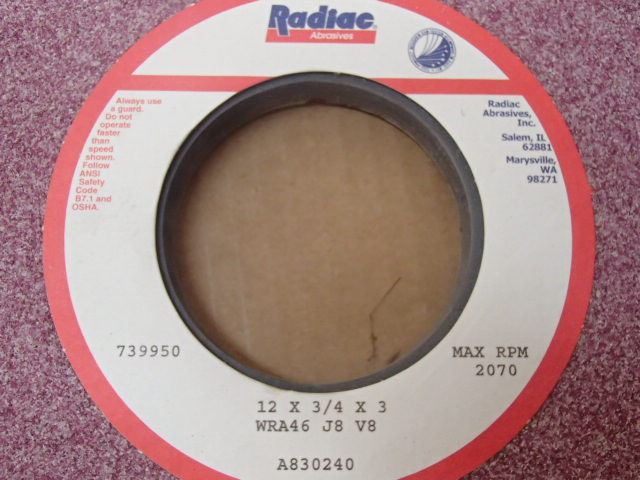 Radiac
Abrasives
Always use
a guard.
Do not
operate
faster
than
speed
shown.
Follow
ANSI
Safety
Code
B7.1 and
OSHA.
Radiac
Abrasives,
Inc.
Salem, IL
62881
Marysville,
WA
98271
739950
MAX RPM
2070
12 X 3/4 X 3
WRA46 J8 V8
A830240